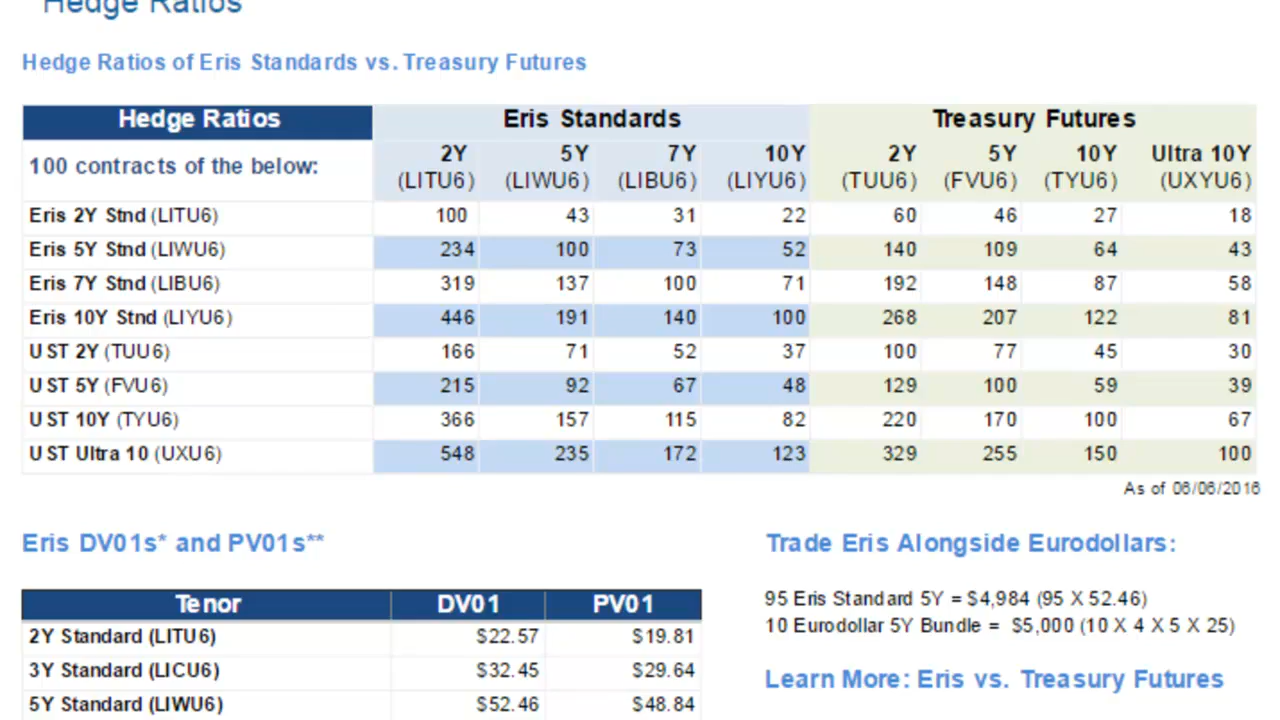 Hedge Ratios
Hedge Ratios of Eris Standards vs. Treasury Futures
Hedge Ratios Eris Standards Treasury Futures
100 contracts of the below: 2Y 5Y 7Y 10Y 2Y 5Y 10Y Ultra 10Y
(LITU6) (LIWU6) (LIBU6) (LIYU6) (TUU6) (FVU6) (TYU6) (UXYU6)
Eris 2Y Stnd (LITU6) 100 43 31 22 60 46 27 18
Eris 5Y Stnd (LIWU6) 234 100 73 52 140 109 64 43
Eris 7Y Stnd (LIBU6) 319 137 100 71 192 148 87 58
Eris 10Y Stnd (LIYU6) 446 191 140 100 268 207 122 81
UST 2Y (TUU6) 166 71 52 37 100 77 45 30
UST 5Y (FVU6) 215 92 67 48 129 100 59 39
UST 10Y (TYU6) 366 157 115 82 220 170 100 67
UST Ultra 10 (UXU6) 548 235 172 123 329 255 150 100
As of 06/06/2016
Eris DV01s* and PV01s**
Tenor DV01 PV01
2Y Standard (LITU6) $22.57 $19.81
3Y Standard (LICU6) $32.45 $29.64
5Y Standard (LIWU6) $52.46 $48.84
Trade Eris Alongside Eurodollars:
95 Eris Standard 5Y = $4,984 (95 X 52.46)
10 Eurodollar 5Y Bundle = $5,000 (10 X 4 X 5 X 25)
Learn More: Eris vs. Treasury Futures